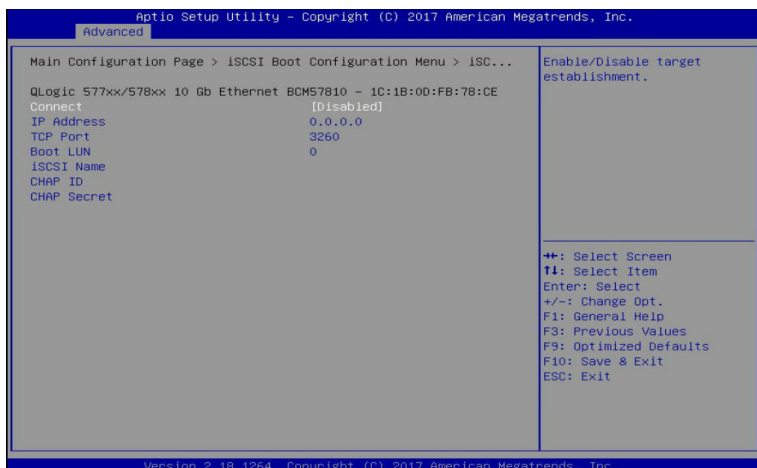 Aptio Setup Utility – Copyright (C) 2017 American Megatrends, Inc.
Advanced
Main Configuration Page > iSCSI Boot Configuration Menu > iSC...
QLogic 577xx/578xx 10 Gb Ethernet BCM57810 – 1C:1B:0D:FB:78:CE
Connect [Disabled]
IP Address 0.0.0.0
TCP Port 3260
Boot LUN 0
iSCSI Name
CHAP ID
CHAP Secret
Enable/Disable target
establishment.
→←: Select Screen
↑↓: Select Item
Enter: Select
+/-: Change Opt.
F1: General Help
F3: Previous Values
F9: Optimized Defaults
F10: Save & Exit
ESC: Exit
Version 2.18.1264. Copyright (C) 2017 American Megatrends, Inc.